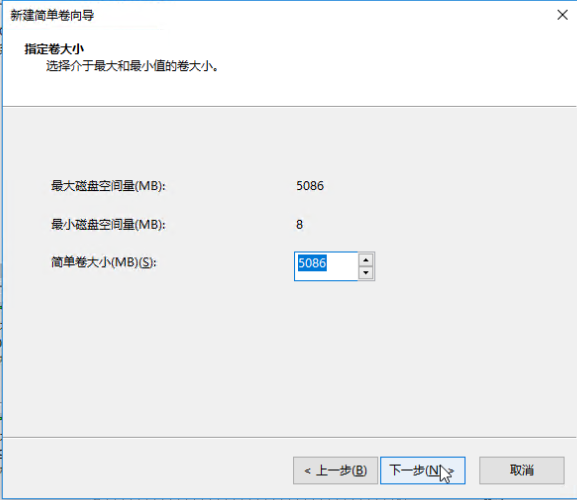 新建简单卷向导
指定卷大小
选择介于最大和最小值的卷大小。
最大磁盘空间量(MB): 5086
最小磁盘空间量(MB): 8
简单卷大小(MB)(S): 5086
< 上一步(B) 下一步(N) > 取消